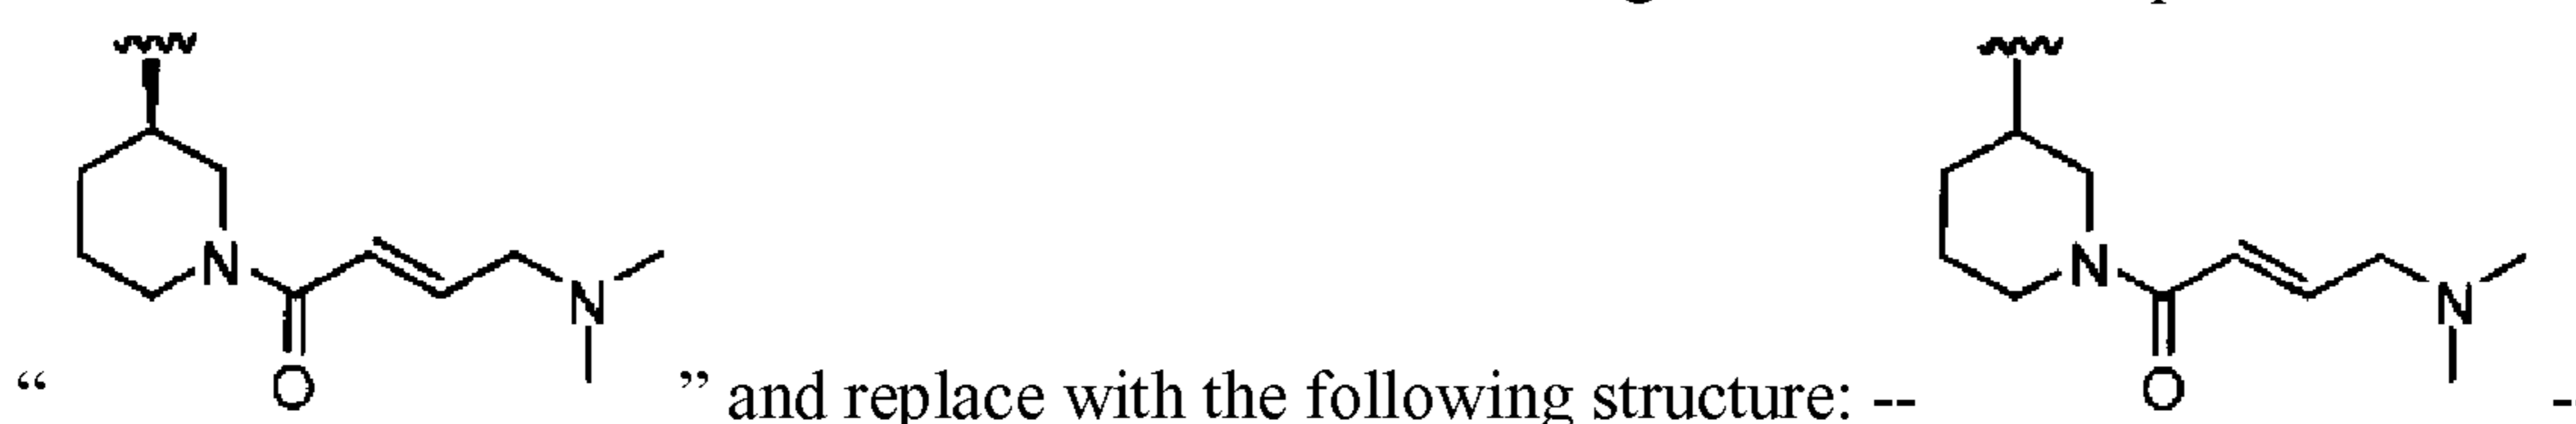 N N O
“ ” and replace with the following structure: -- N N O -